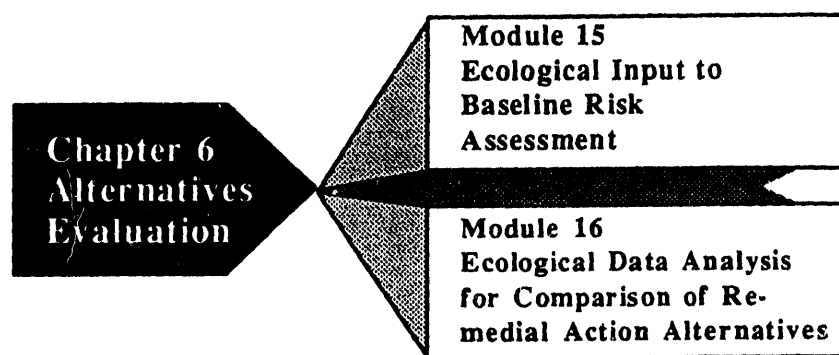 Chapter 6
Alternatives
Evaluation
Module 15
Ecological Input to
Baseline Risk
Assessment
Module 16
Ecological Data Analysis
for Comparison of Re-
medial Action Alternatives